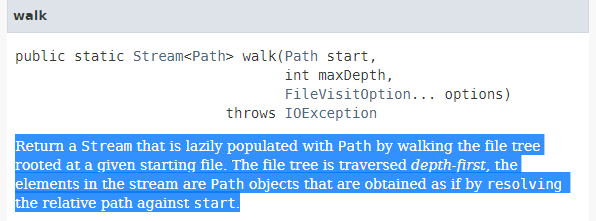 walk
public static Stream<Path> walk(Path start,
int maxDepth,
FileVisitOption... options)
throws IOException
Return a Stream that is lazily populated with Path by walking the file tree
rooted at a given starting file. The file tree is traversed depth-first, the
elements in the stream are Path objects that are obtained as if by resolving
the relative path against start.